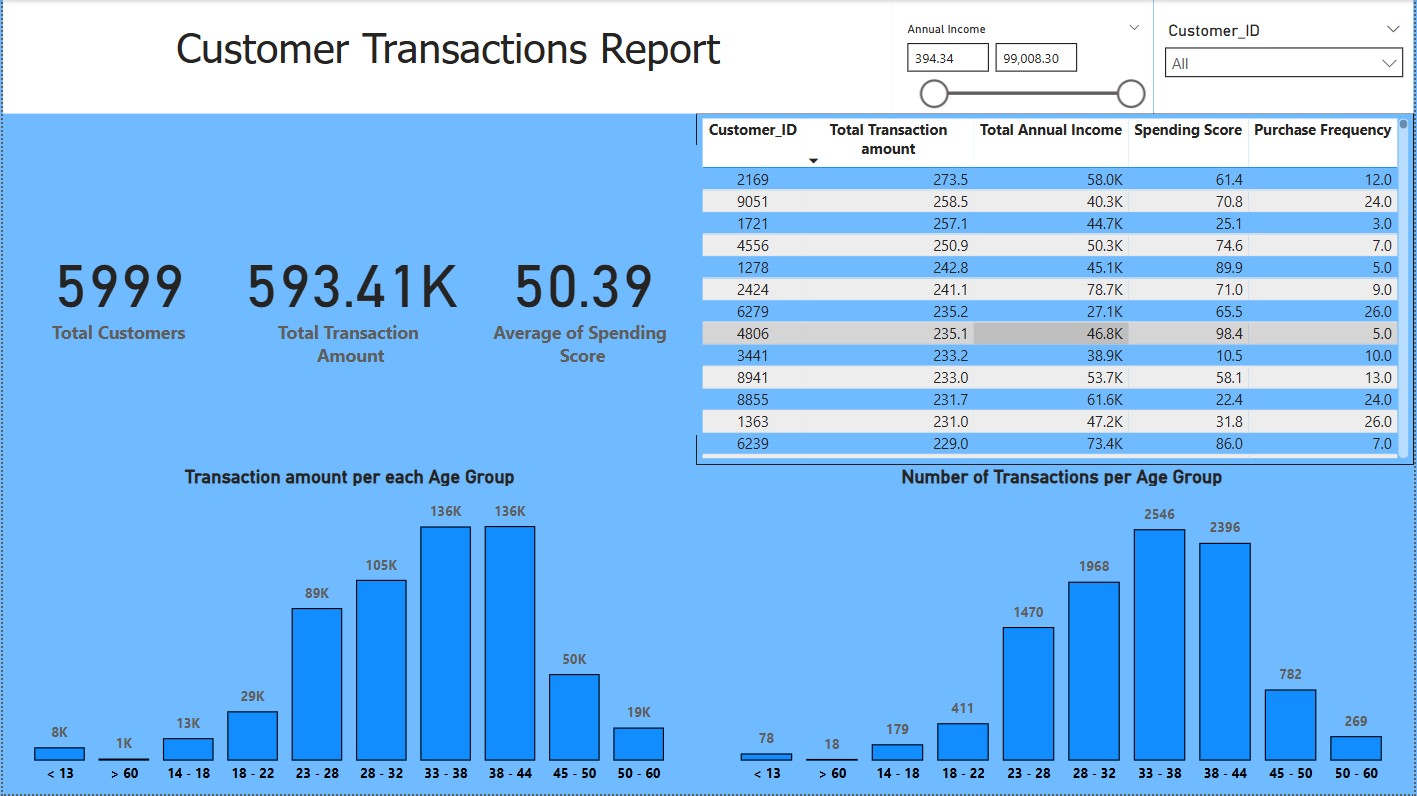 Customer Transactions Report
Annual Income
394.34 99,008.30
Customer_ID
All
5999
Total Customers
593.41K
Total Transaction
Amount
50.39
Average of Spending
Score
Customer_ID Total Transaction amount Total Annual Income Spending Score Purchase Frequency
2169 273.5 58.0K 61.4 12.0
9051 258.5 40.3K 70.8 24.0
1721 257.1 44.7K 25.1 3.0
4556 250.9 50.3K 74.6 7.0
1278 242.8 45.1K 89.9 5.0
2424 241.1 78.7K 71.0 9.0
6279 235.2 27.1K 65.5 26.0
4806 235.1 46.8K 98.4 5.0
3441 233.2 38.9K 10.5 10.0
8941 233.0 53.7K 58.1 13.0
8855 231.7 61.6K 22.4 24.0
1363 231.0 47.2K 31.8 26.0
6239 229.0 73.4K 86.0 7.0
Transaction amount per each Age Group
8K 1K 13K 29K 89K 105K 136K 136K 50K 19K
< 13 > 60 14 - 18 18 - 22 23 - 28 28 - 32 33 - 38 38 - 44 45 - 50 50 - 60
Number of Transactions per Age Group
78 18 179 411 1470 1968 2546 2396 782 269
< 13 > 60 14 - 18 18 - 22 23 - 28 28 - 32 33 - 38 38 - 44 45 - 50 50 - 60